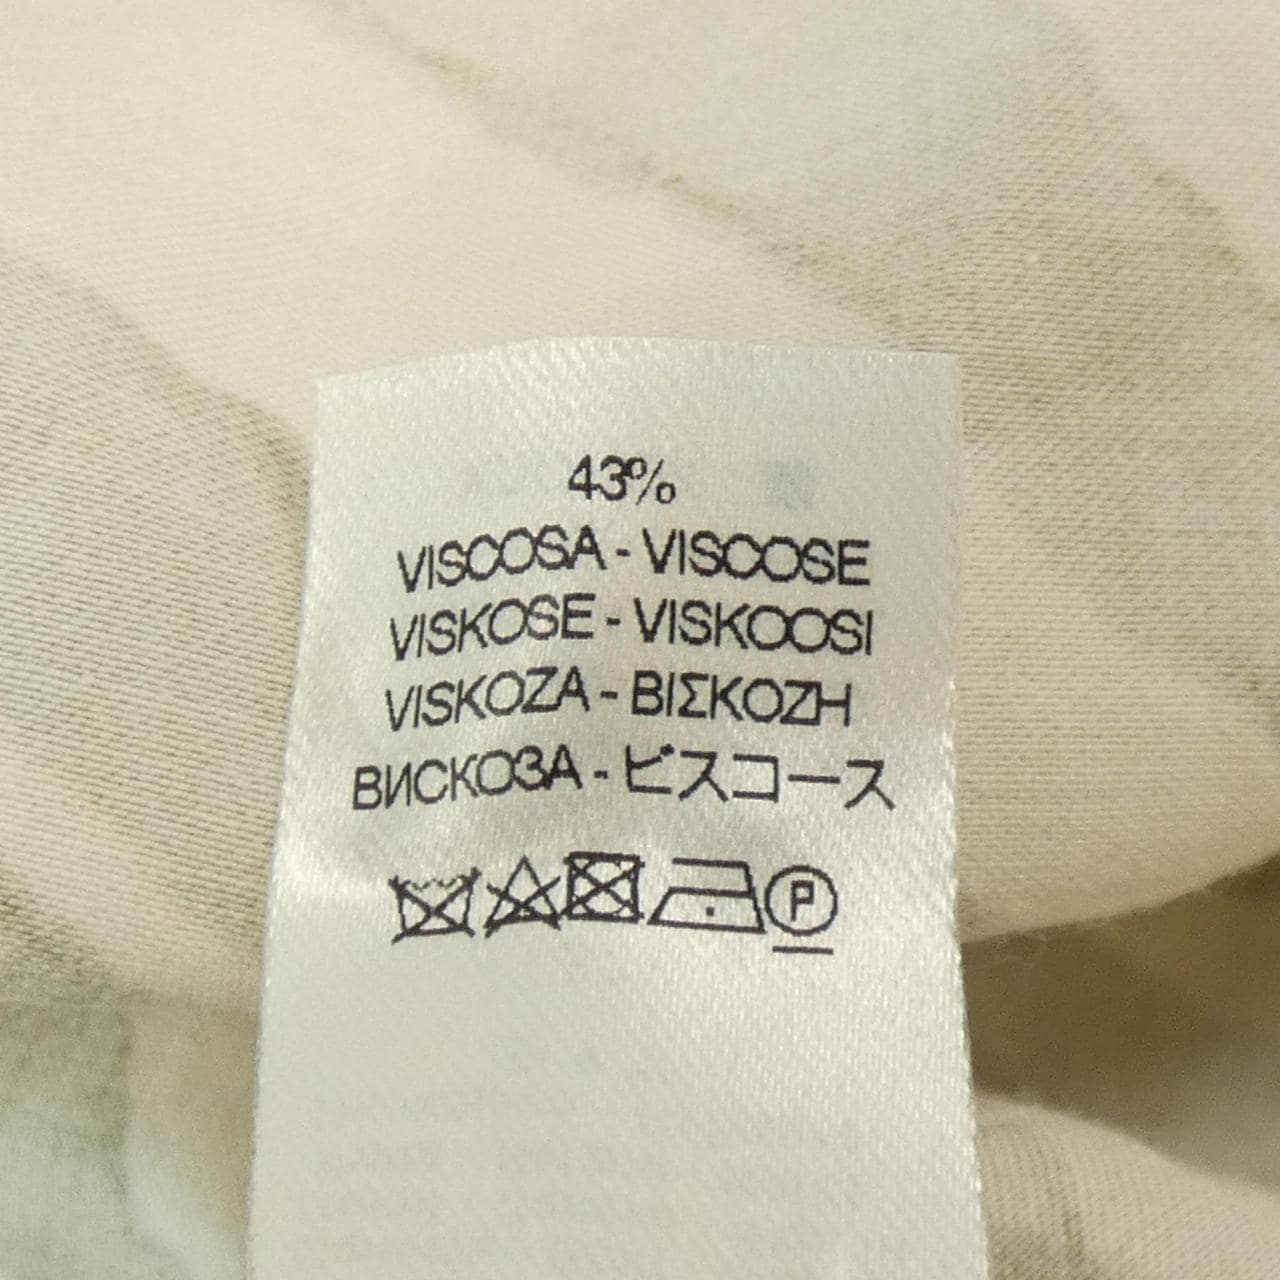 43%
VISCOSA - VISCOSE
VISKOSE - VISKOOSI
VISKOZA - ΒΙΣΚΟΖΗ
ВИСКОЗА - ビスコース
P